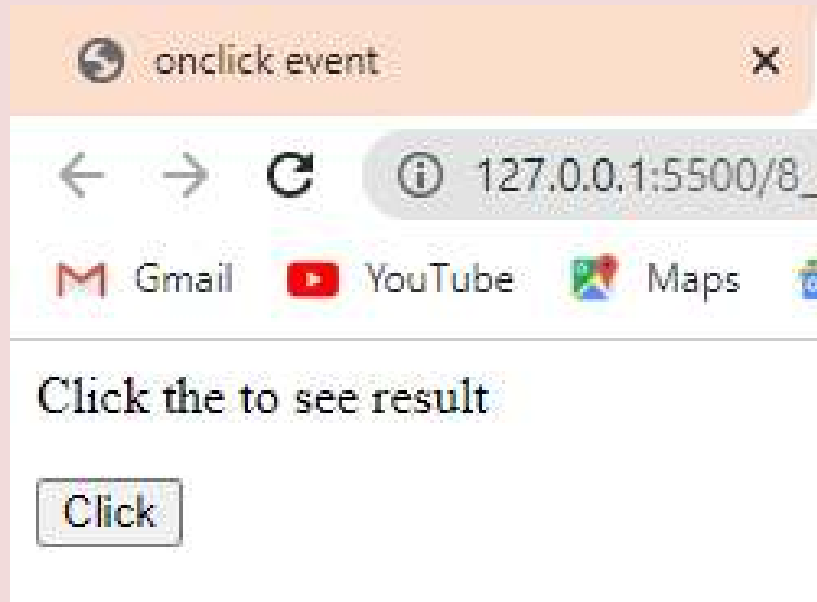 onclick event
127.0.0.1:5500/8_
Gmail YouTube Maps
Click the to see result
Click